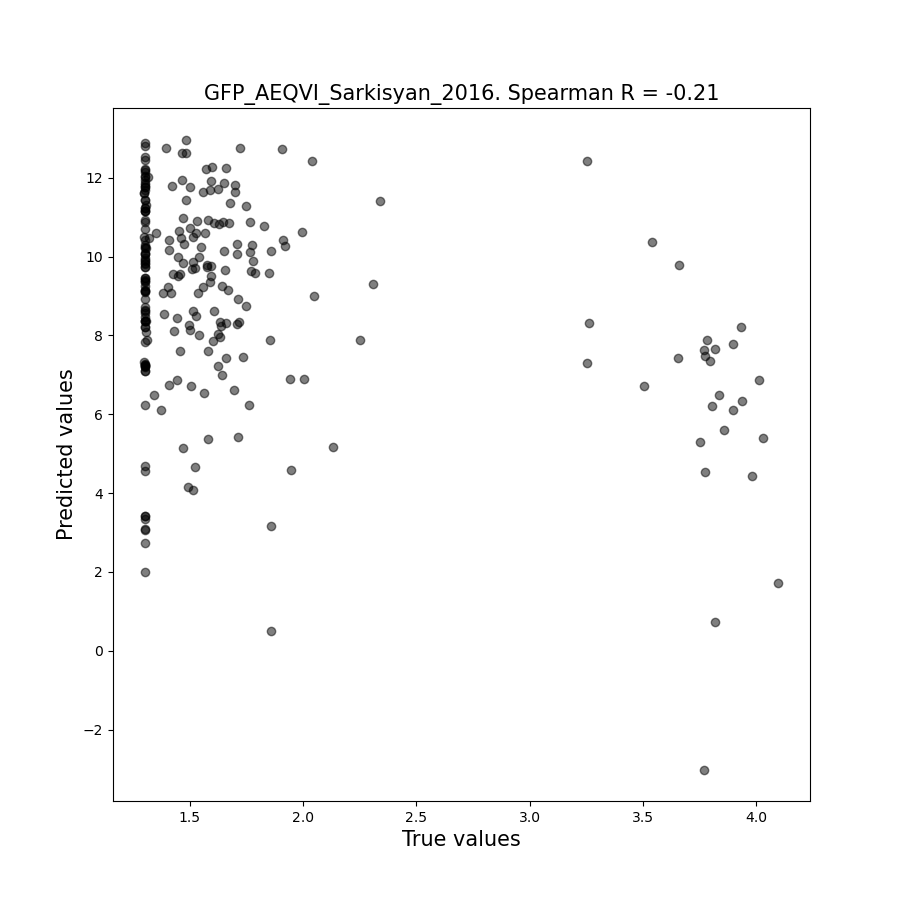 GFP_AEQVI_Sarkisyan_2016. Spearman R = -0.21
Predicted values
12
10
8
6
4
2
0
−2
1.5 2.0 2.5 3.0 3.5 4.0
True values